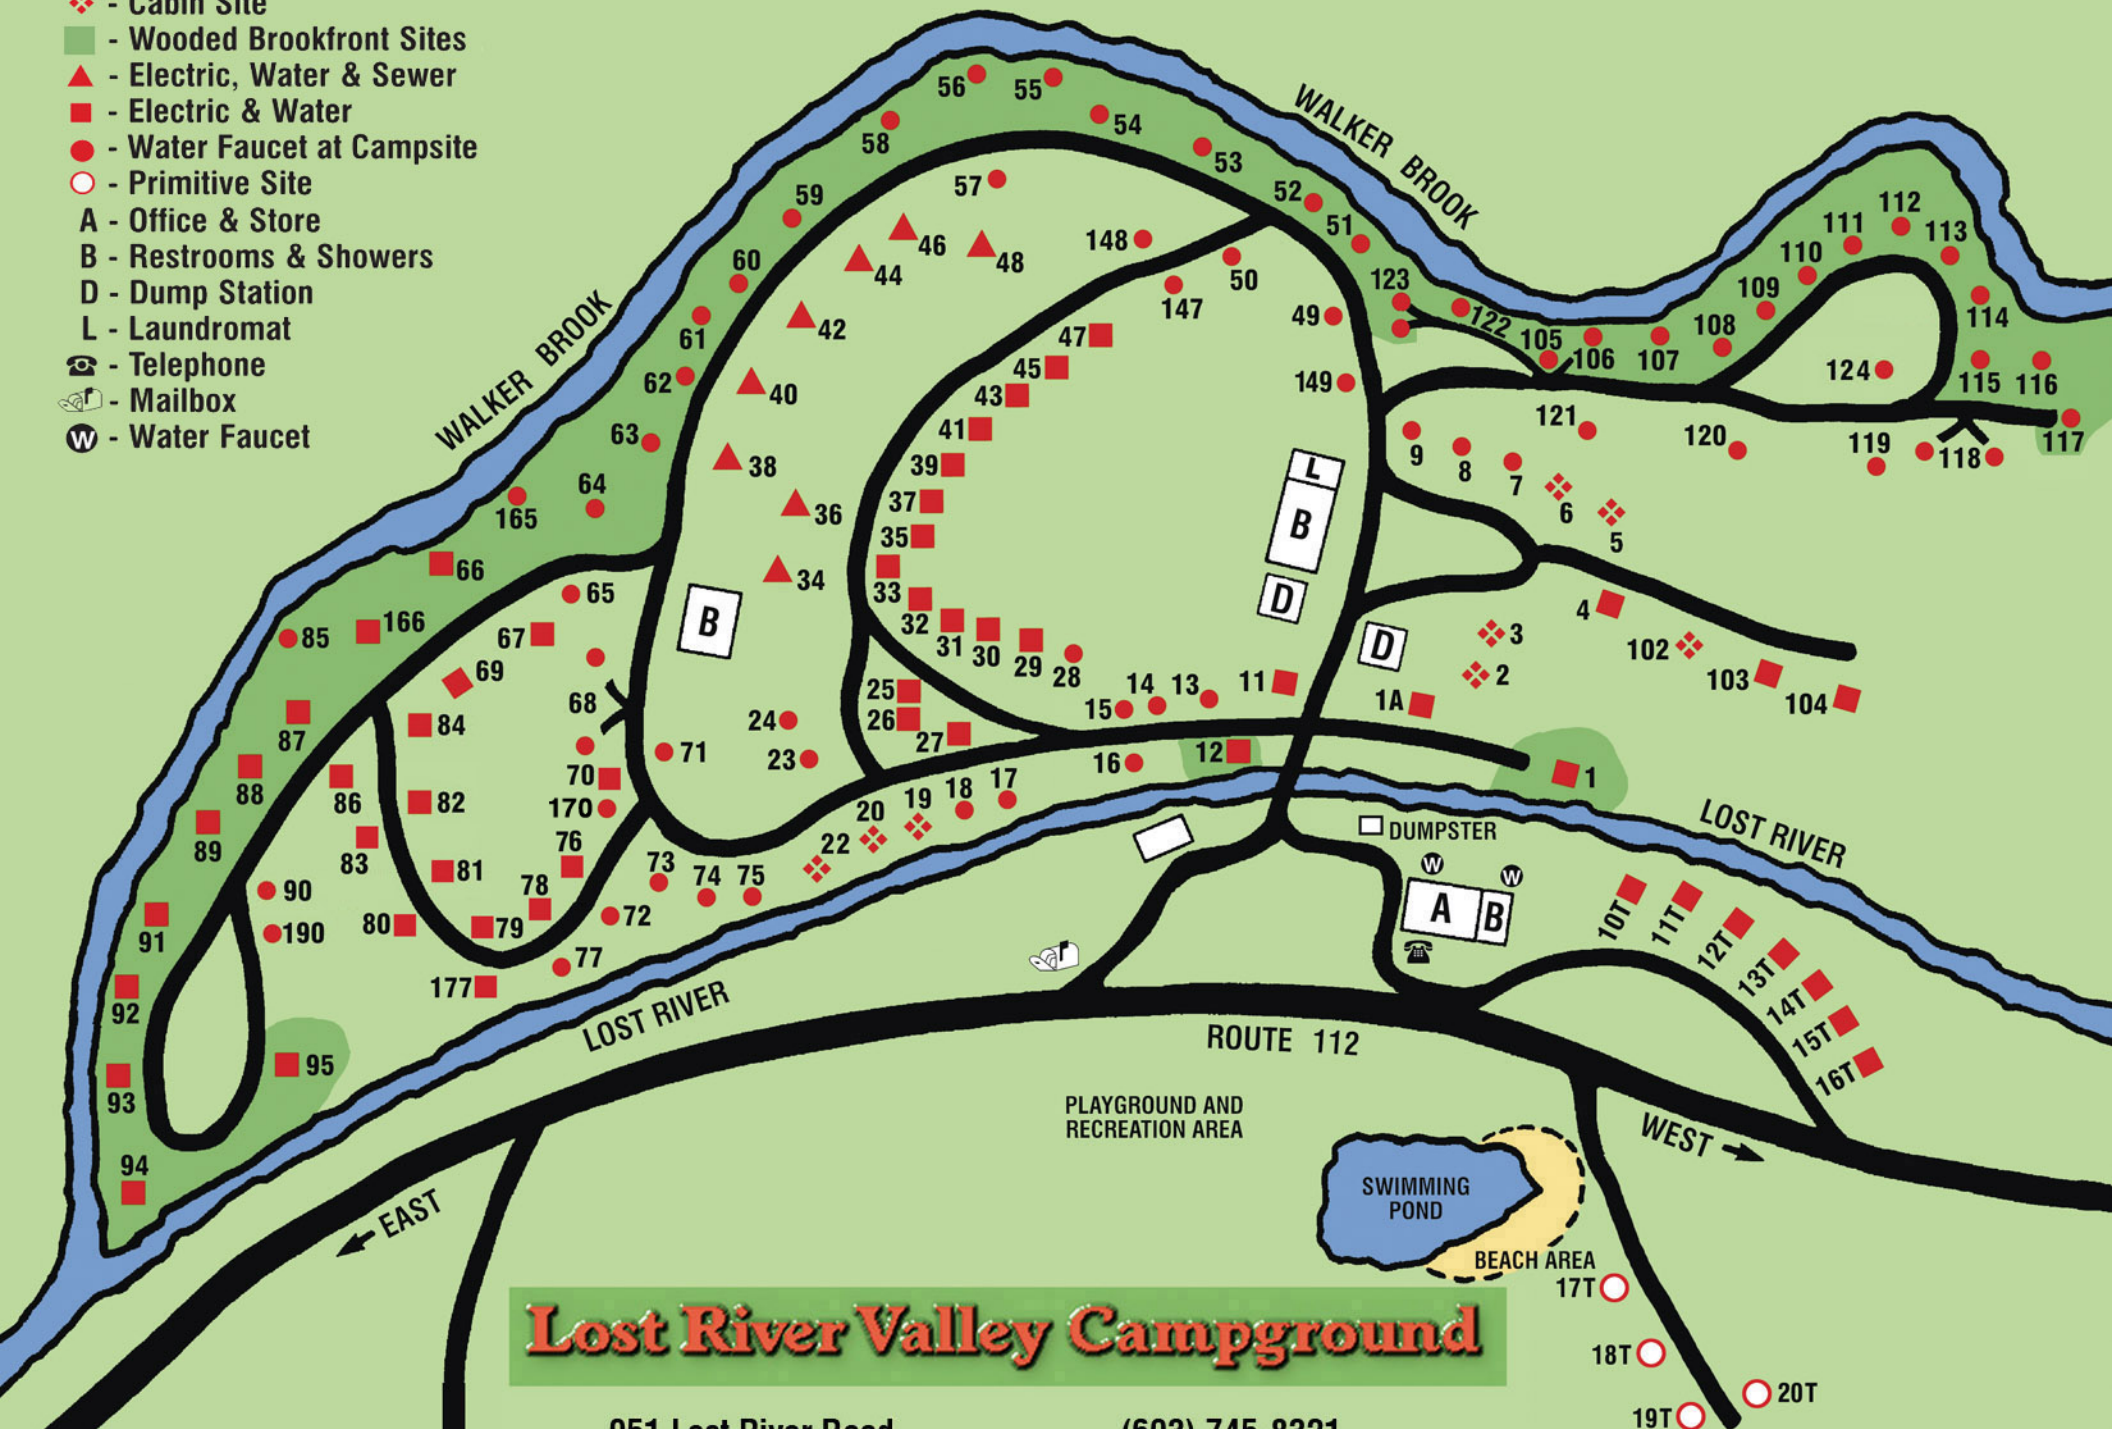 - Cabin Site
- Wooded Brookfront Sites
- Electric, Water & Sewer
- Electric & Water
- Water Faucet at Campsite
- Primitive Site
A - Office & Store
B - Restrooms & Showers
D - Dump Station
L - Laundromat
- Telephone
- Mailbox
W - Water Faucet
WALKER BROOK
WALKER BROOK
56
55
54
58
53
57
52
51
59
46
48
44
148
50
147
60
42
61
62
40
63
38
64
165
36
34
66
65
166
85
67
69
68
84
87
88
86
82
70
170
71
89
83
81
76
78
90
190
80
79
91
177
77
72
73
74
75
92
95
93
94
47
45
43
41
39
37
35
33
32
31
30
29
28
25
26
27
24
23
15
14
13
11
16
12
17
18
19
20
22
49
149
123
122
105
106
107
108
109
110
111
112
113
114
115
116
117
124
118
119
120
121
9
8
7
6
5
4
3
2
102
103
104
1A
1
L
B
D
D
B
LOST RIVER
LOST RIVER
DUMPSTER
W
W
A
B
10T
11T
12T
13T
14T
15T
16T
ROUTE 112
PLAYGROUND AND
RECREATION AREA
WEST
EAST
SWIMMING
POND
BEACH AREA
17T
18T
19T
20T
Lost River Valley Campground
951 Lost River Road
(603) 745-8321